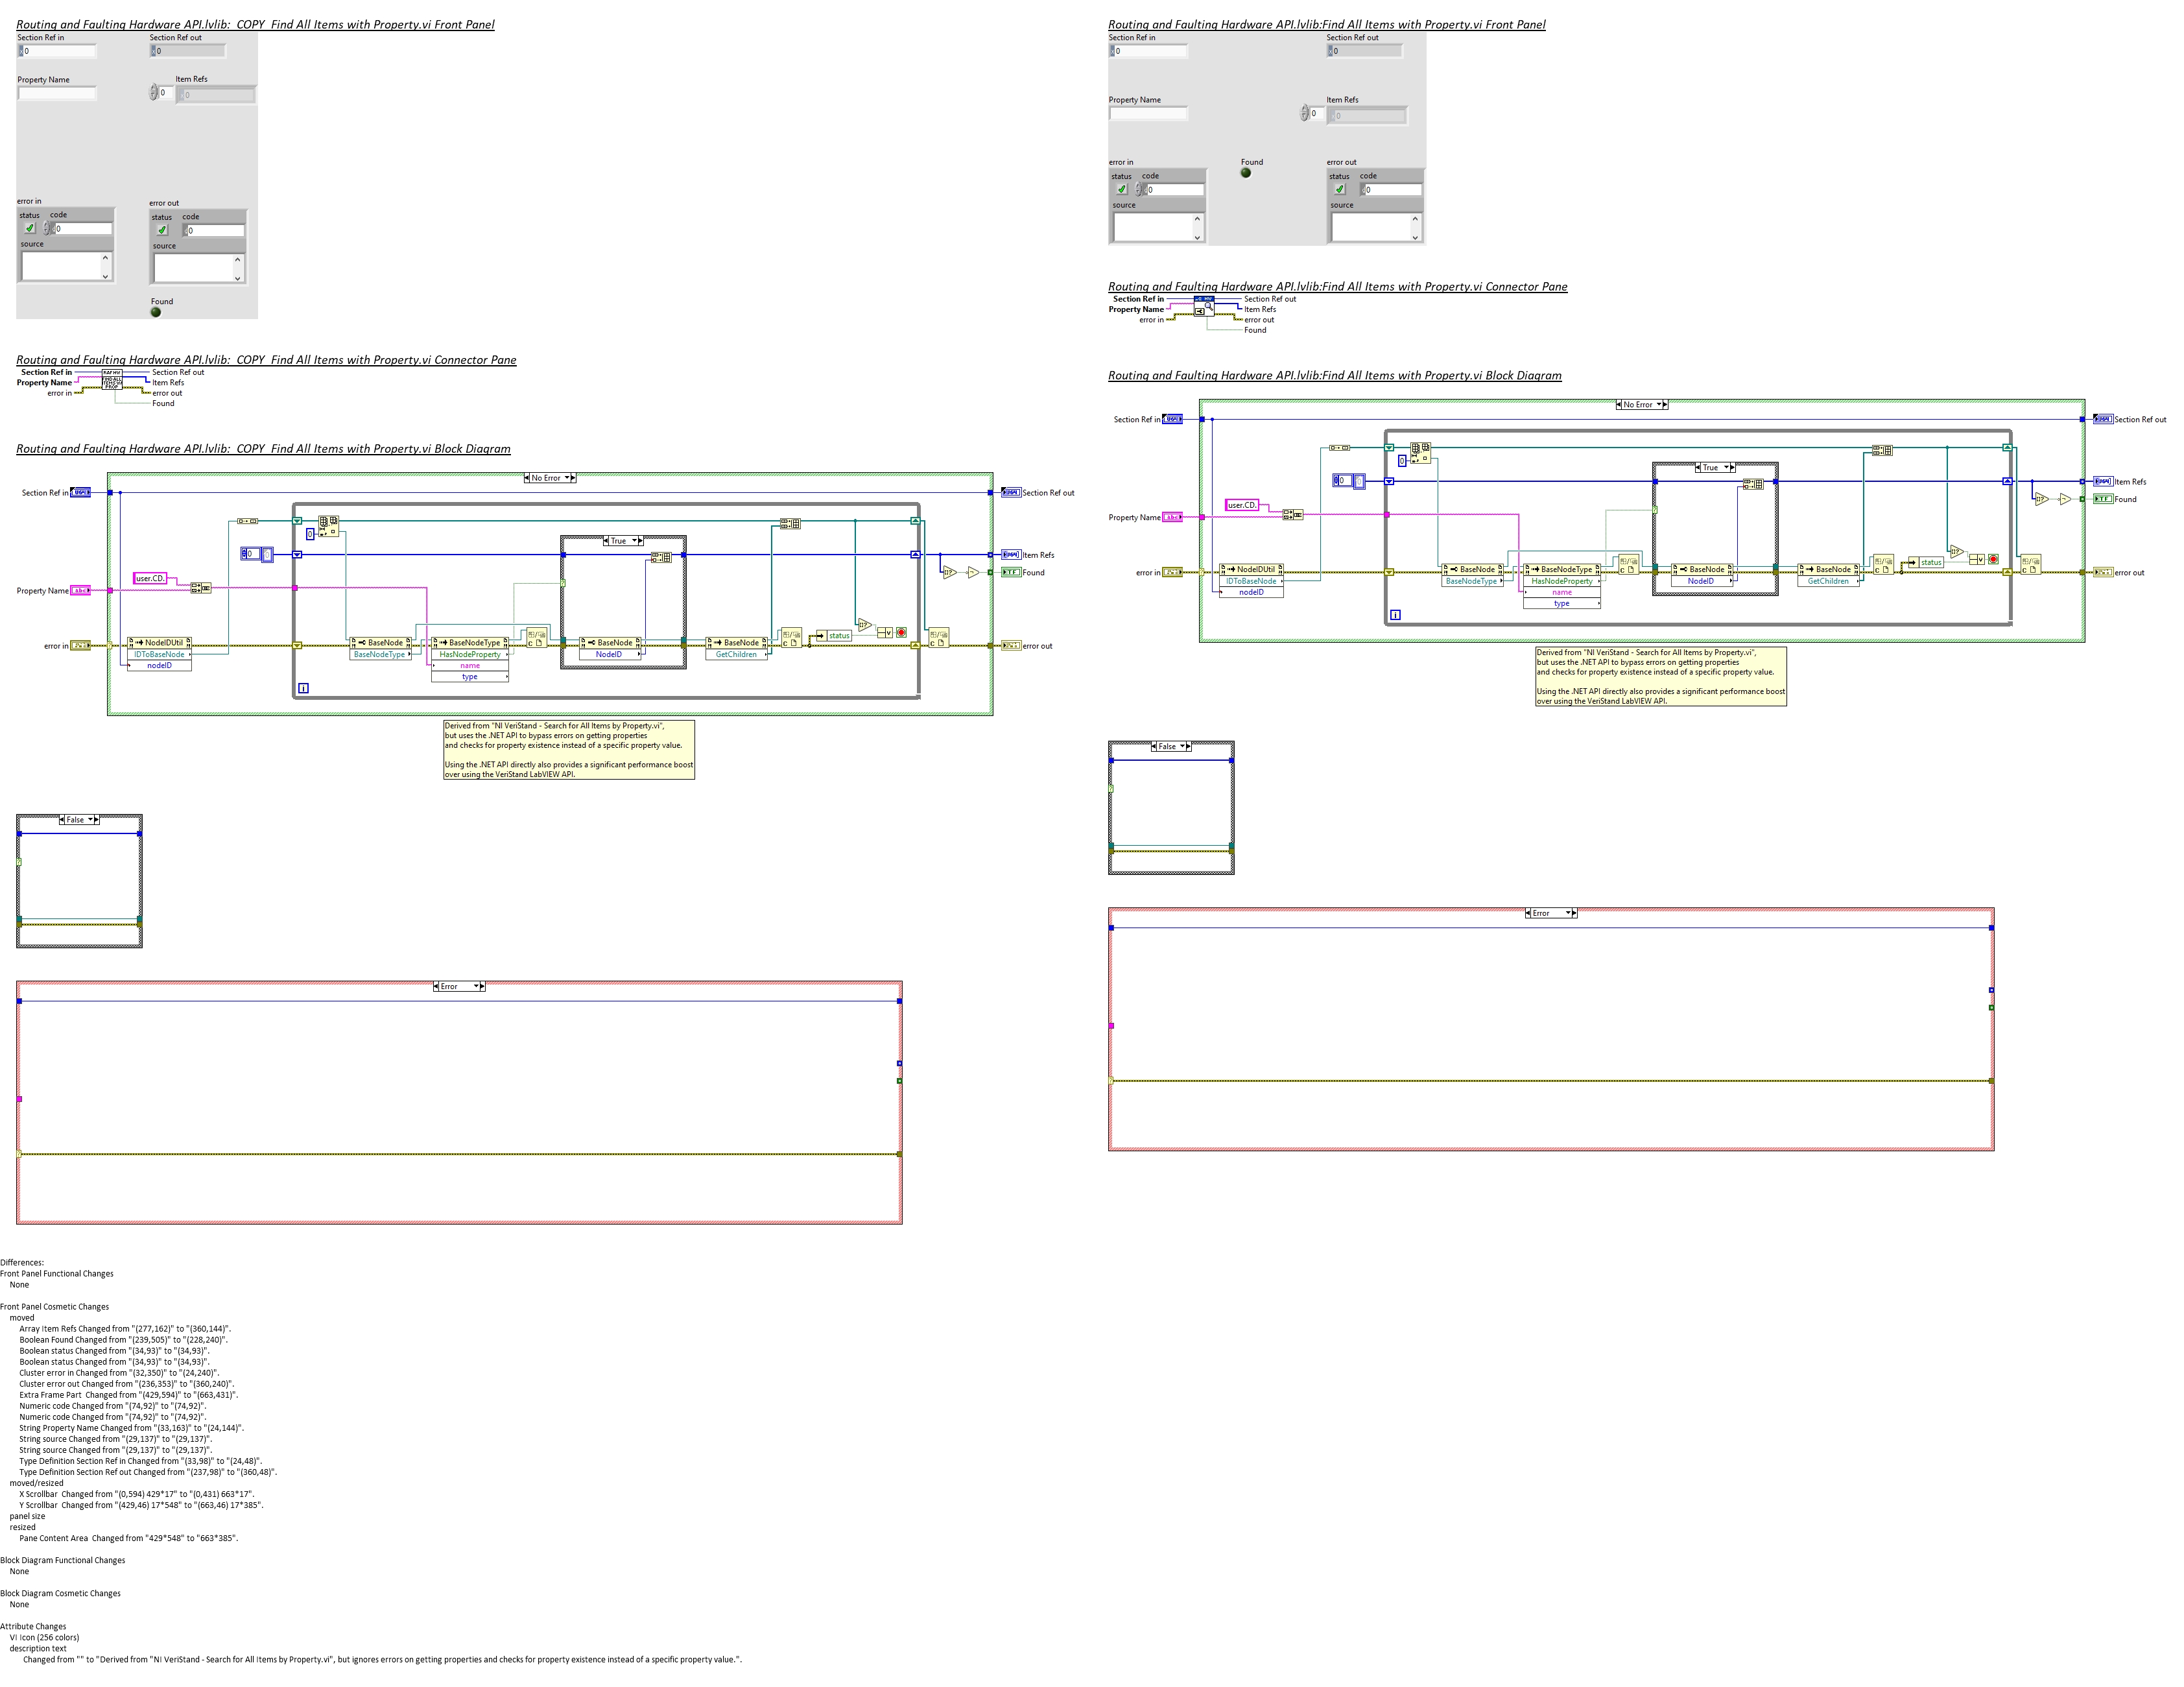 Routing and Faulting Hardware API.lvlib:_COPY_Find All Items with Property.vi Front Panel
Section Ref in
Section Ref out
0
0
Property Name
Item Refs
0
0
error in
error out
status
code
status
code
0
0
source
source
Found
Routing and Faulting Hardware API.lvlib:_COPY_Find All Items with Property.vi Connector Pane
Section Ref in
Section Ref out
Property Name
Item Refs
error in
error out
Found
RAF HW
FIND ALL
ITEMS W/
PROP
Routing and Faulting Hardware API.lvlib:_COPY_Find All Items with Property.vi Block Diagram
No Error
Section Ref in
Section Ref out
0
True
0
Item Refs
Found
user.CD.
Property Name
error in
NodeIDUtil
IDToBaseNode
nodeID
BaseNode
BaseNodeType
BaseNodeType
HasNodeProperty
name
type
BaseNode
NodeID
BaseNode
GetChildren
status
error out
i
Derived from "NI VeriStand - Search for All Items by Property.vi",
but uses the .NET API to bypass errors on getting properties
and checks for property existence instead of a specific property value.
Using the .NET API directly also provides a significant performance boost
over using the VeriStand LabVIEW API.
False
Error
Routing and Faulting Hardware API.lvlib:Find All Items with Property.vi Front Panel
Section Ref in
Section Ref out
0
0
Property Name
Item Refs
0
0
error in
Found
error out
status
code
status
code
0
0
source
source
Routing and Faulting Hardware API.lvlib:Find All Items with Property.vi Connector Pane
Section Ref in
Section Ref out
Property Name
Item Refs
error in
error out
Found
Routing and Faulting Hardware API.lvlib:Find All Items with Property.vi Block Diagram
No Error
Section Ref in
Section Ref out
0
True
0
Item Refs
Found
user.CD.
Property Name
error in
NodeIDUtil
IDToBaseNode
nodeID
BaseNode
BaseNodeType
BaseNodeType
HasNodeProperty
name
type
BaseNode
NodeID
BaseNode
GetChildren
status
error out
i
Derived from "NI VeriStand - Search for All Items by Property.vi",
but uses the .NET API to bypass errors on getting properties
and checks for property existence instead of a specific property value.
Using the .NET API directly also provides a significant performance boost
over using the VeriStand LabVIEW API.
False
Error
Differences:
Front Panel Functional Changes
None
Front Panel Cosmetic Changes
moved
Array Item Refs Changed from "(277,162)" to "(360,144)".
Boolean Found Changed from "(239,505)" to "(228,240)".
Boolean status Changed from "(34,93)" to "(34,93)".
Boolean status Changed from "(34,93)" to "(34,93)".
Cluster error in Changed from "(32,350)" to "(24,240)".
Cluster error out Changed from "(236,353)" to "(360,240)".
Extra Frame Part  Changed from "(429,594)" to "(663,431)".
Numeric code Changed from "(74,92)" to "(74,92)".
Numeric code Changed from "(74,92)" to "(74,92)".
String Property Name Changed from "(33,163)" to "(24,144)".
String source Changed from "(29,137)" to "(29,137)".
String source Changed from "(29,137)" to "(29,137)".
Type Definition Section Ref in Changed from "(33,98)" to "(24,48)".
Type Definition Section Ref out Changed from "(237,98)" to "(360,48)".
moved/resized
X Scrollbar  Changed from "(0,594) 429*17" to "(0,431) 663*17".
Y Scrollbar  Changed from "(429,46) 17*548" to "(663,46) 17*385".
panel size
resized
Pane Content Area  Changed from "429*548" to "663*385".
Block Diagram Functional Changes
None
Block Diagram Cosmetic Changes
None
Attribute Changes
VI Icon (256 colors)
description text
Changed from "" to "Derived from "NI VeriStand - Search for All Items by Property.vi", but ignores errors on getting properties and checks for property existence instead of a specific property value.".